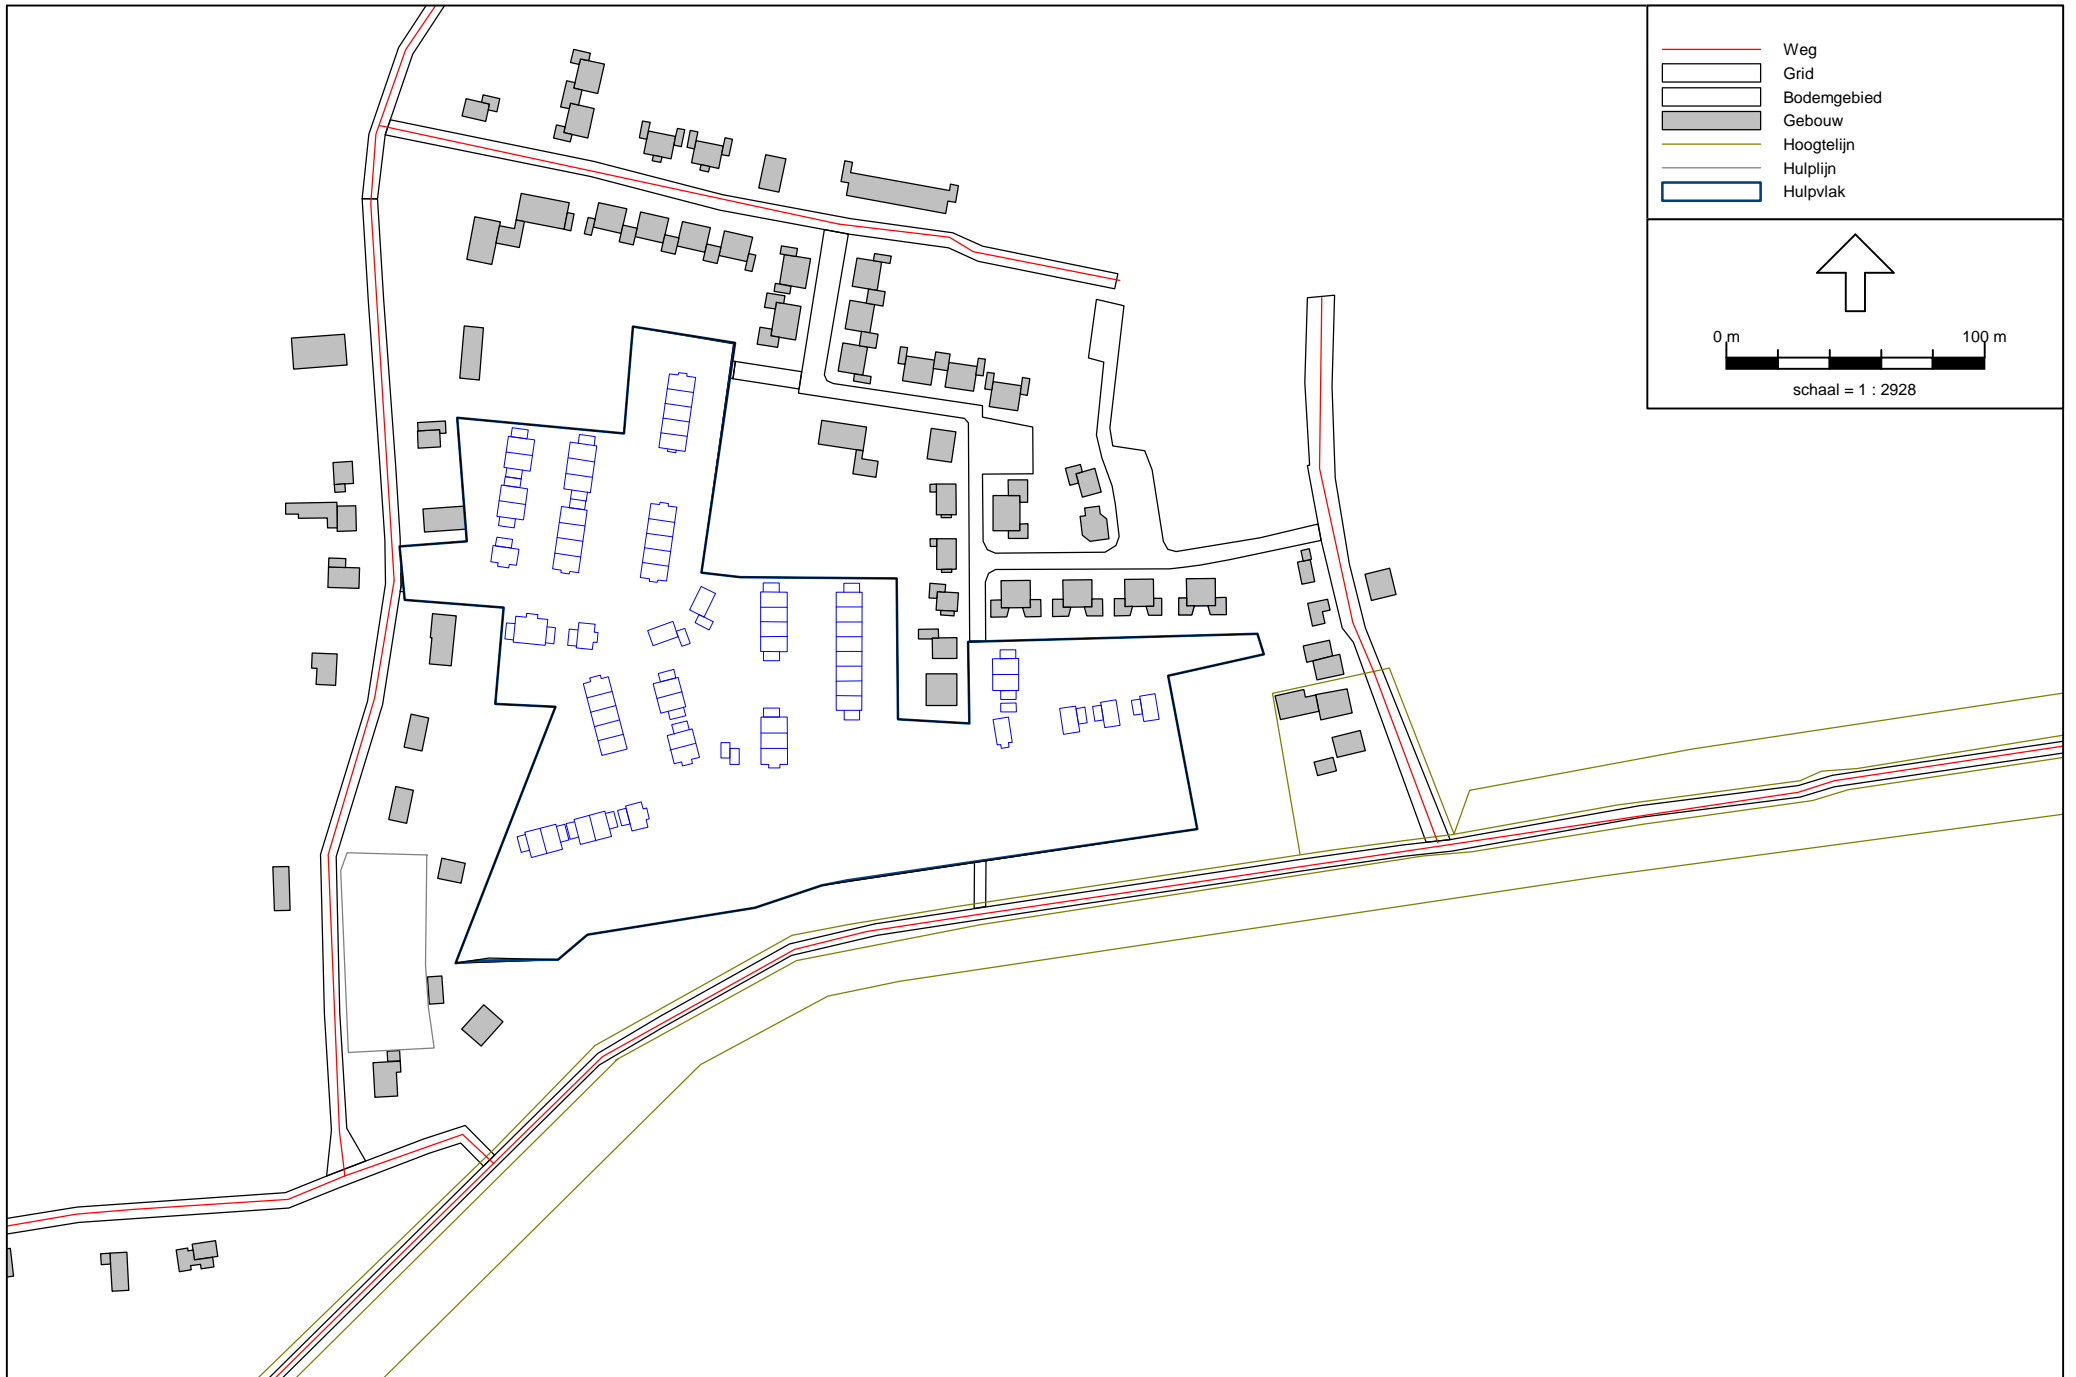 Weg
Grid
Bodemgebied
Gebouw
Hoogtelijn
Hulplijn
Hulpvlak
0 m 100 m
schaal = 1 : 2928